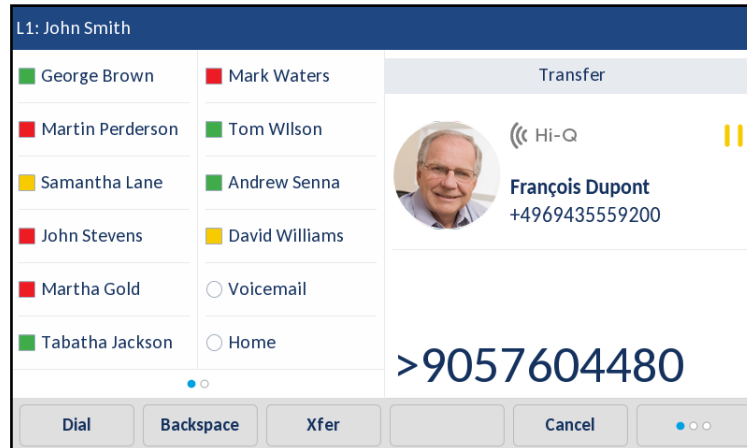 L1: John Smith
George Brown
Martin Perderson
Samantha Lane
John Stevens
Martha Gold
Tabatha Jackson
Mark Waters
Tom WIlson
Andrew Senna
David Williams
Voicemail
Home
Transfer
Hi-Q
François Dupont
+4969435559200
>9057604480
Dial
Backspace
Xfer
Cancel